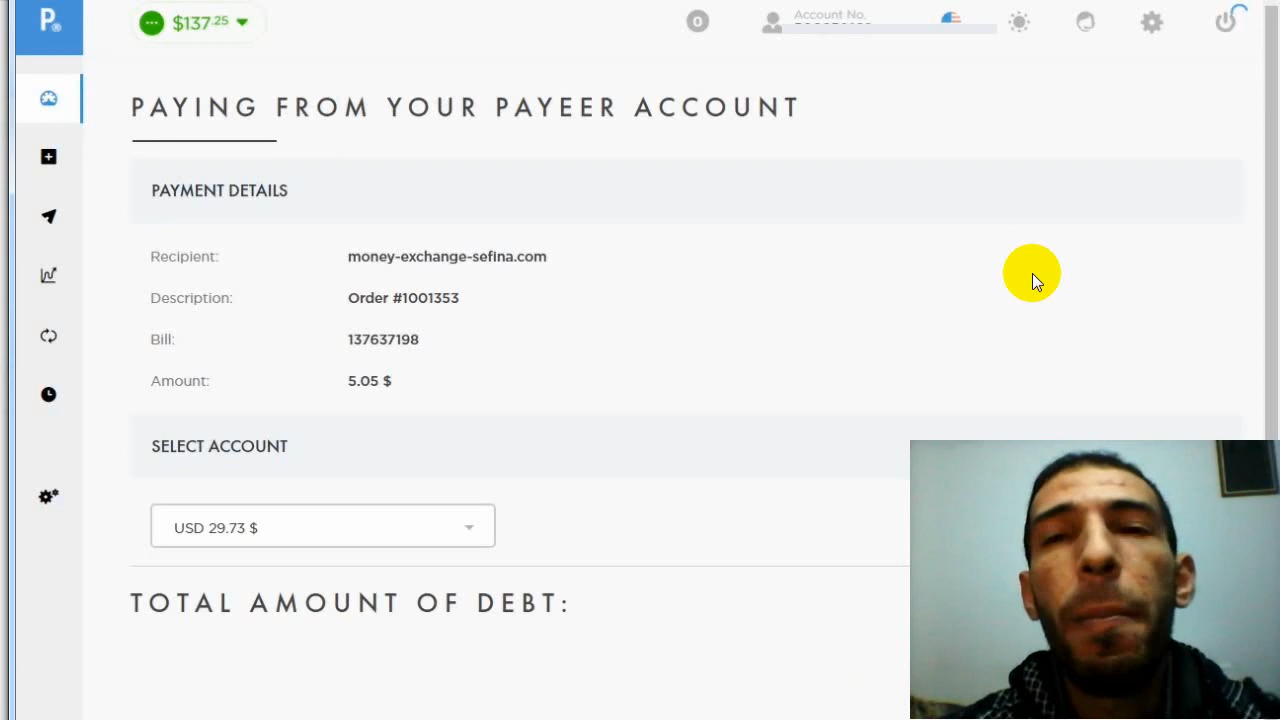 P®
$137.25
0
Account No.
PAYING FROM YOUR PAYEER ACCOUNT
PAYMENT DETAILS
Recipient: money-exchange-sefina.com
Description: Order #1001353
Bill: 137637198
Amount: 5.05 $
SELECT ACCOUNT
USD 29.73 $
TOTAL AMOUNT OF DEBT: